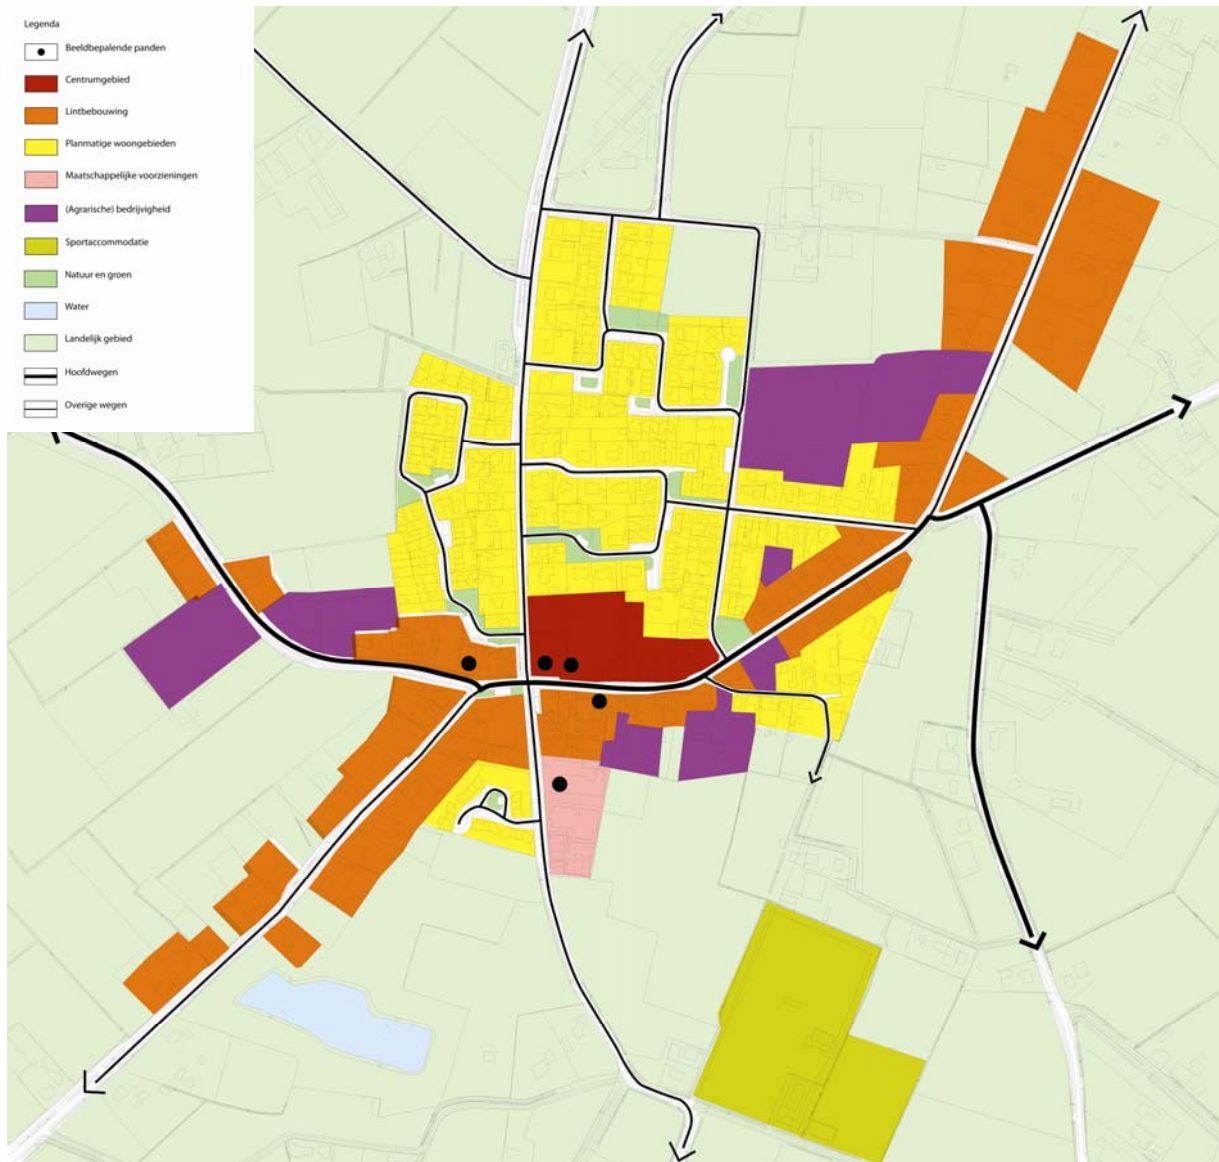 Legenda
Beeldbepalende panden
Centrumgebied
Lintbebouwing
Planmatige woongebieden
Maatschappelijke voorzieningen
(Agrarische) bedrijvigheid
Sportaccommodatie
Natuur en groen
Water
Landelijk gebied
Hoofdwegen
Overige wegen